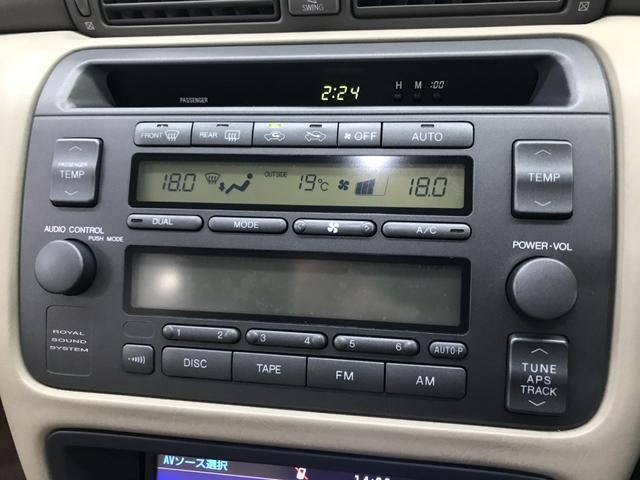 SWING
2:24
H M :00
PASSENGER
FRONT REAR OFF AUTO
PASSENGER
TEMP
18.0 OUTSIDE 19℃ 18.0
TEMP
DUAL MODE A/C
AUDIO CONTROL
PUSH MODE
POWER-VOL
ROYAL
SOUND
SYSTEM
1 2 3 4 5 6 AUTO·P
DISC TAPE FM AM
TUNE
APS
TRACK
AVソース選択